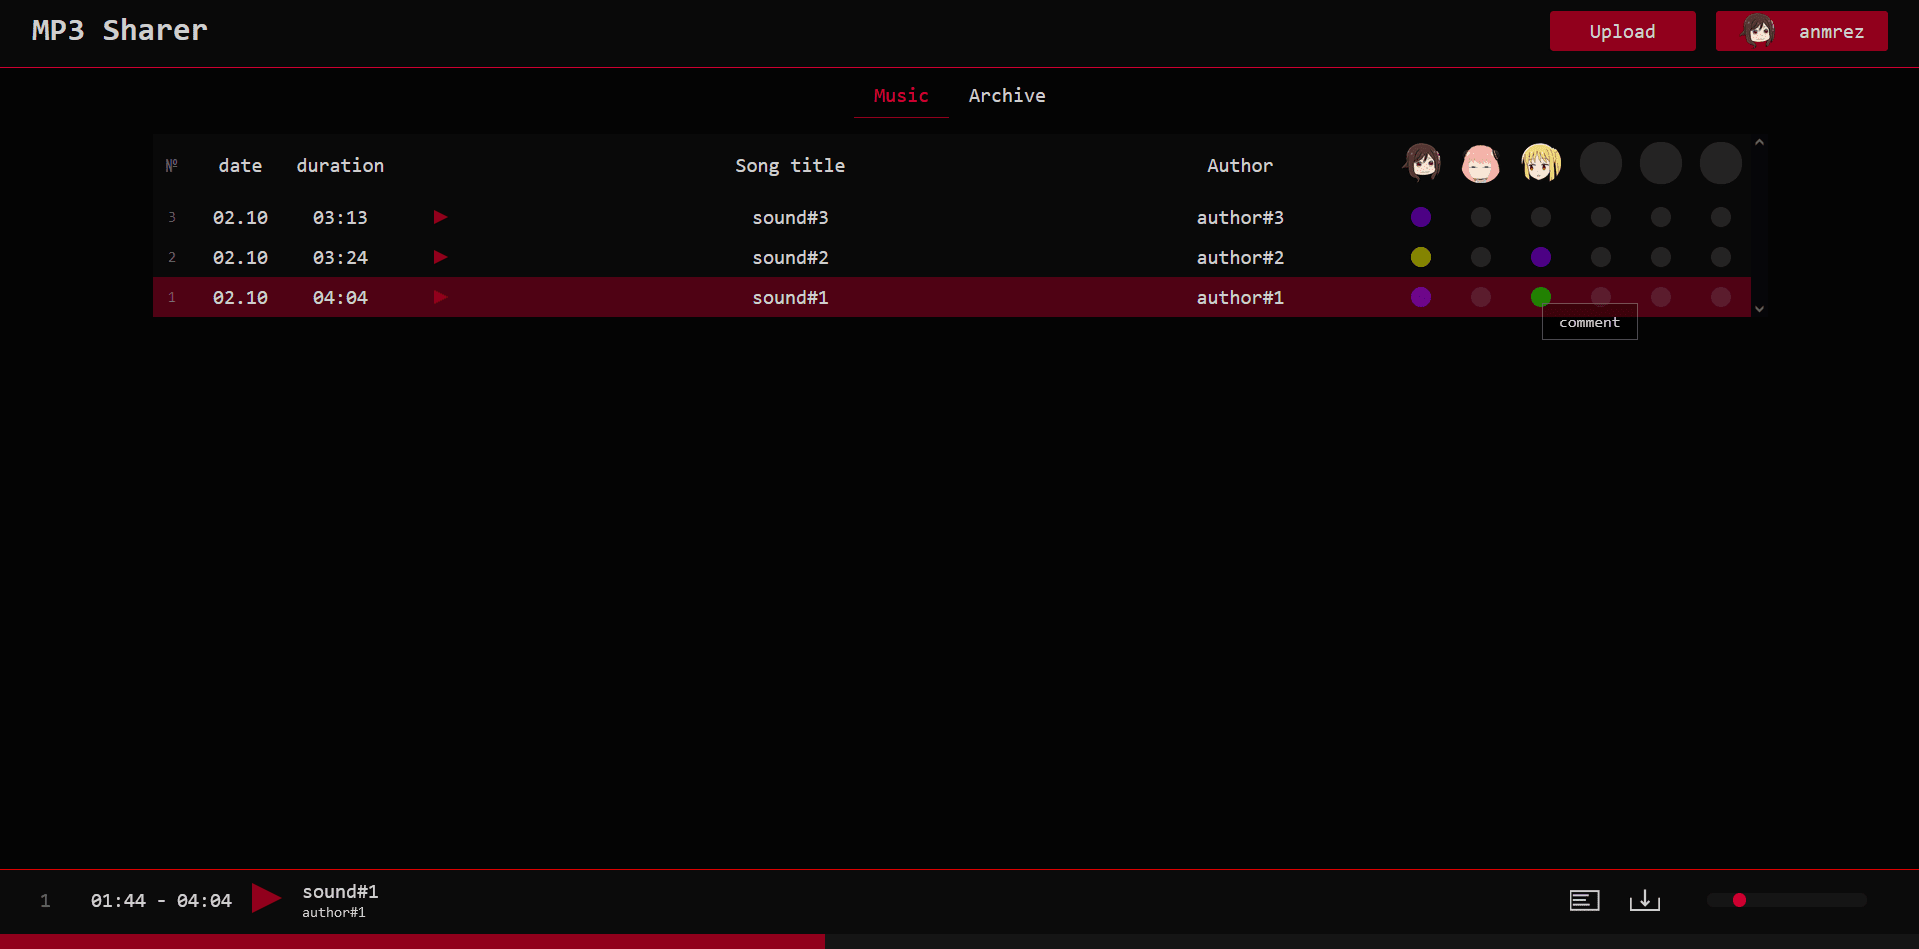 MP3 Sharer
Upload
anmrez
Music
Archive
№ date duration Song title Author
3 02.10 03:13 sound#3 author#3
2 02.10 03:24 sound#2 author#2
1 02.10 04:04 sound#1 author#1
comment
1 01:44 - 04:04 sound#1
author#1